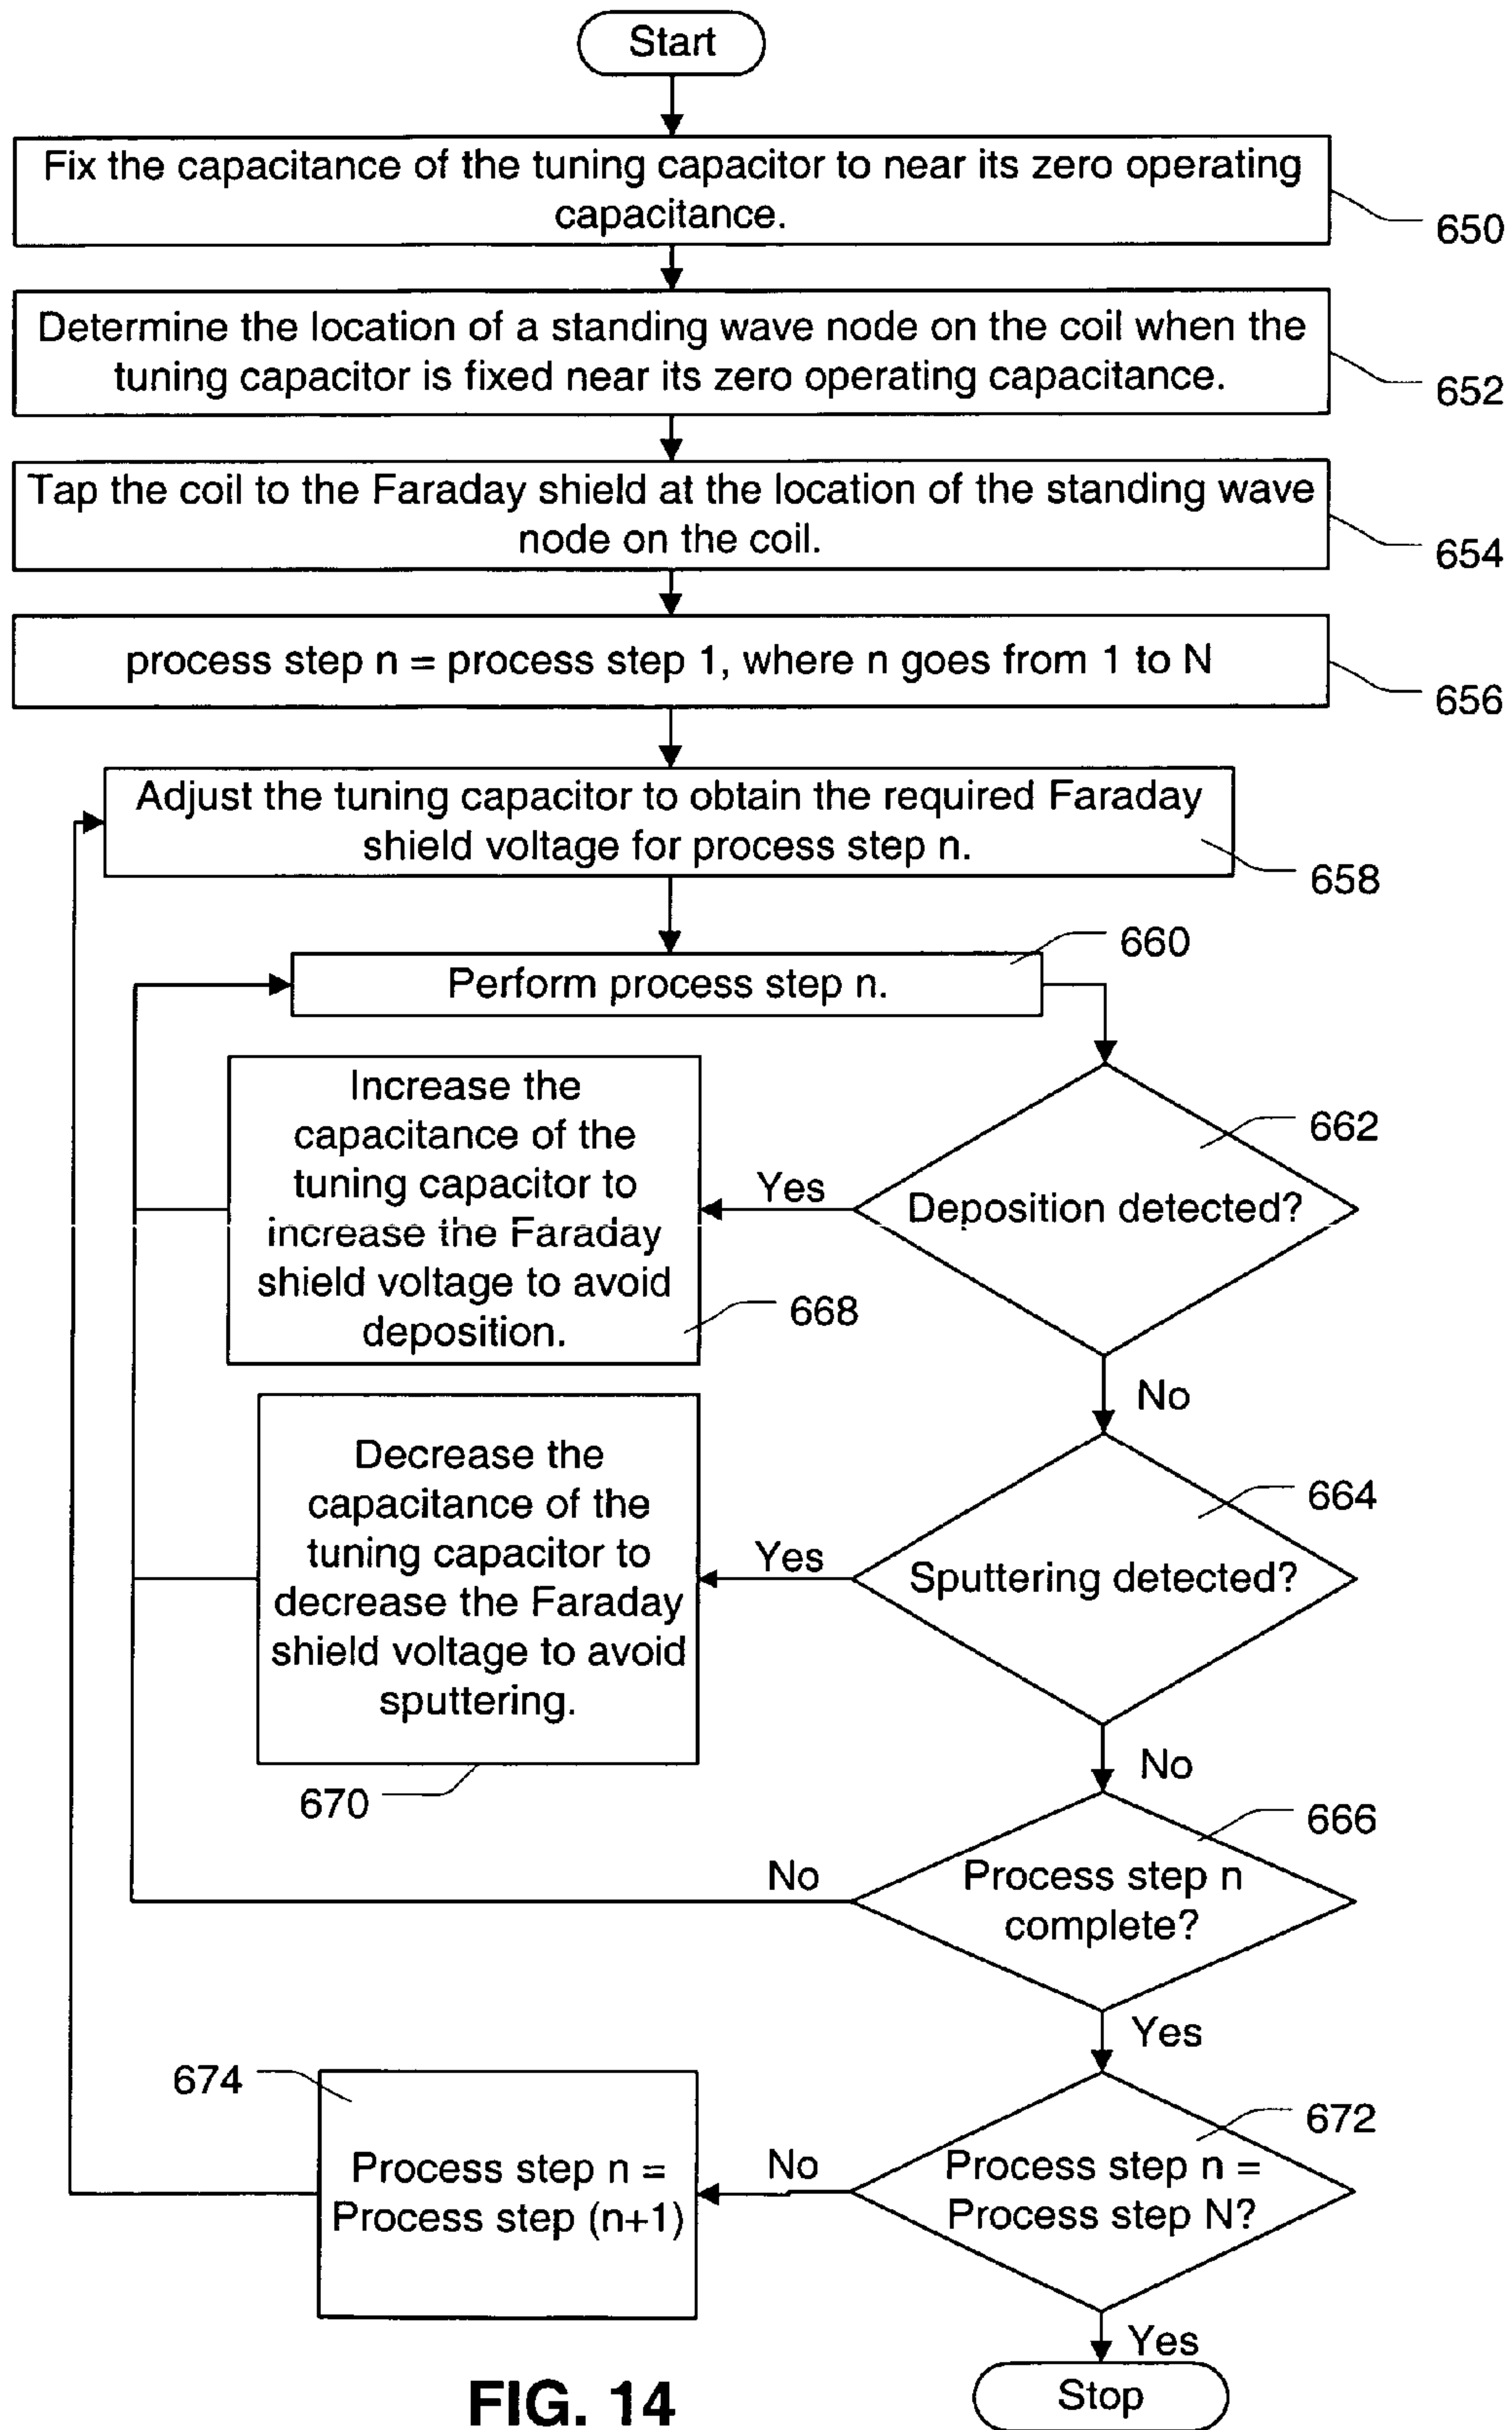 Start
Fix the capacitance of the tuning capacitor to near its zero operating
capacitance.
650
Determine the location of a standing wave node on the coil when the
tuning capacitor is fixed near its zero operating capacitance.
652
Tap the coil to the Faraday shield at the location of the standing wave
node on the coil.
654
process step n = process step 1, where n goes from 1 to N
656
Adjust the tuning capacitor to obtain the required Faraday
shield voltage for process step n.
658
660
Perform process step n.
Increase the
capacitance of the
tuning capacitor to
increase the Faraday
shield voltage to avoid
deposition.
668
Yes
662
Deposition detected?
No
Decrease the
capacitance of the
tuning capacitor to
decrease the Faraday
shield voltage to avoid
sputtering.
670
Yes
664
Sputtering detected?
No
666
Process step n
complete?
No
Yes
674
Process step n =
Process step (n+1)
No
672
Process step n =
Process step N?
Yes
Stop
FIG. 14